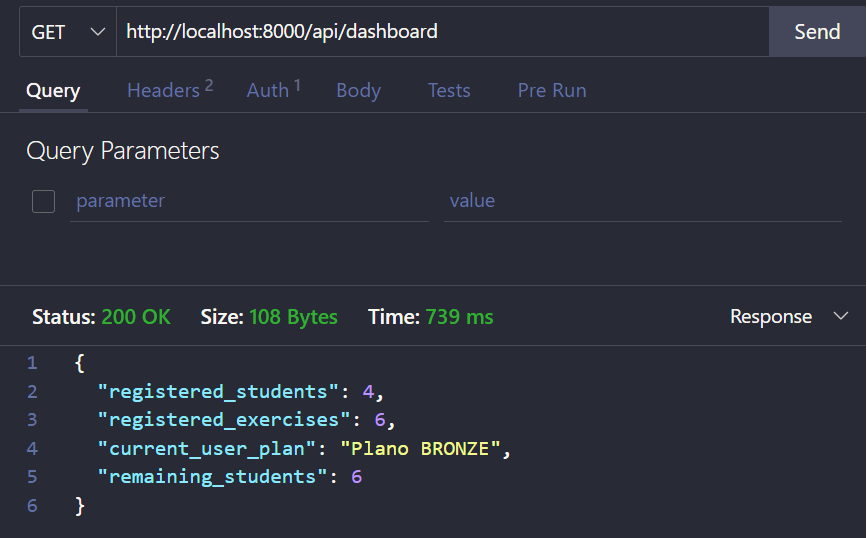 GET http://localhost:8000/api/dashboard Send
Query Headers 2 Auth 1 Body Tests Pre Run
Query Parameters
parameter value
Status: 200 OK Size: 108 Bytes Time: 739 ms Response
1 {
2 "registered_students": 4,
3 "registered_exercises": 6,
4 "current_user_plan": "Plano BRONZE",
5 "remaining_students": 6
6 }